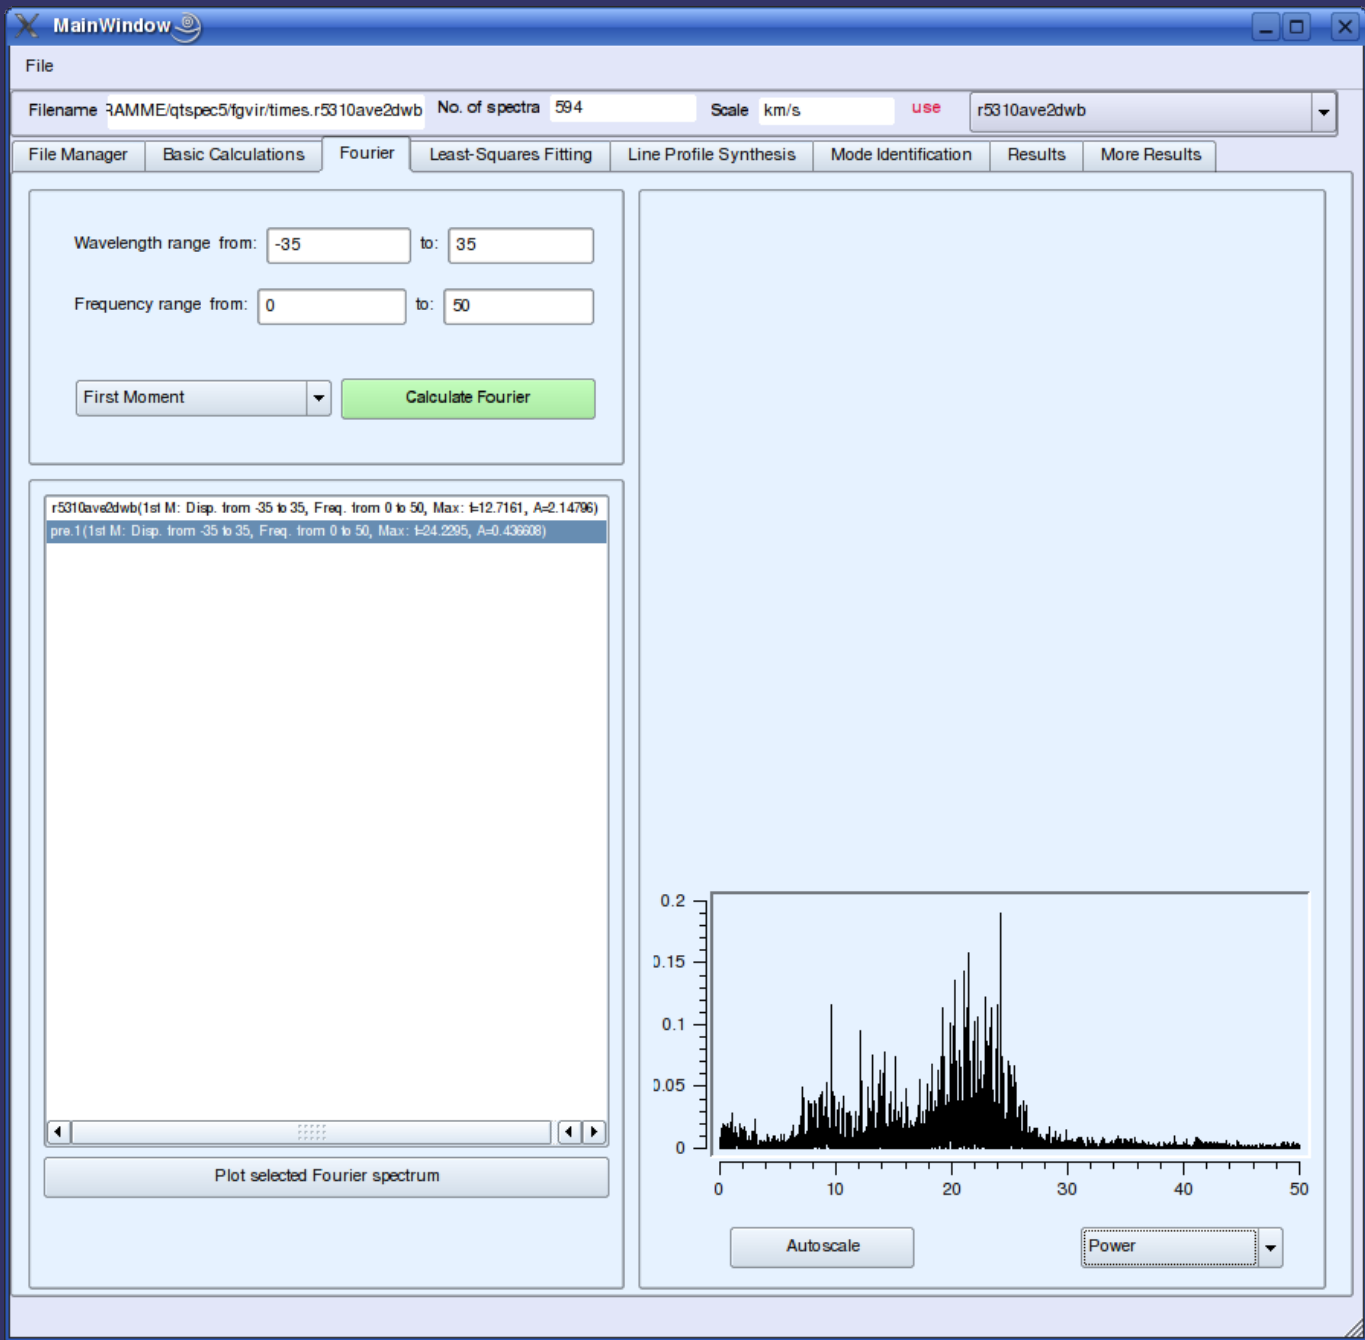 MainWindow
File
Filename RAMME/qtspec5/fgvir/times.r5310ave2dwb No. of spectra 594 Scale km/s use r5310ave2dwb
File Manager Basic Calculations Fourier Least-Squares Fitting Line Profile Synthesis Mode Identification Results More Results
Wavelength range from: -35 to: 35
Frequency range from: 0 to: 50
First Moment Calculate Fourier
r5310ave2dwb(1st M: Disp. from -35 to 35, Freq. from 0 to 50, Max: f=12.7161, A=2.14796)
pre.1(1st M: Disp. from -35 to 35, Freq. from 0 to 50, Max: f=24.2295, A=0.436608)
Plot selected Fourier spectrum
0.2
0.15
0.1
0.05
0
0 10 20 30 40 50
Autoscale Power